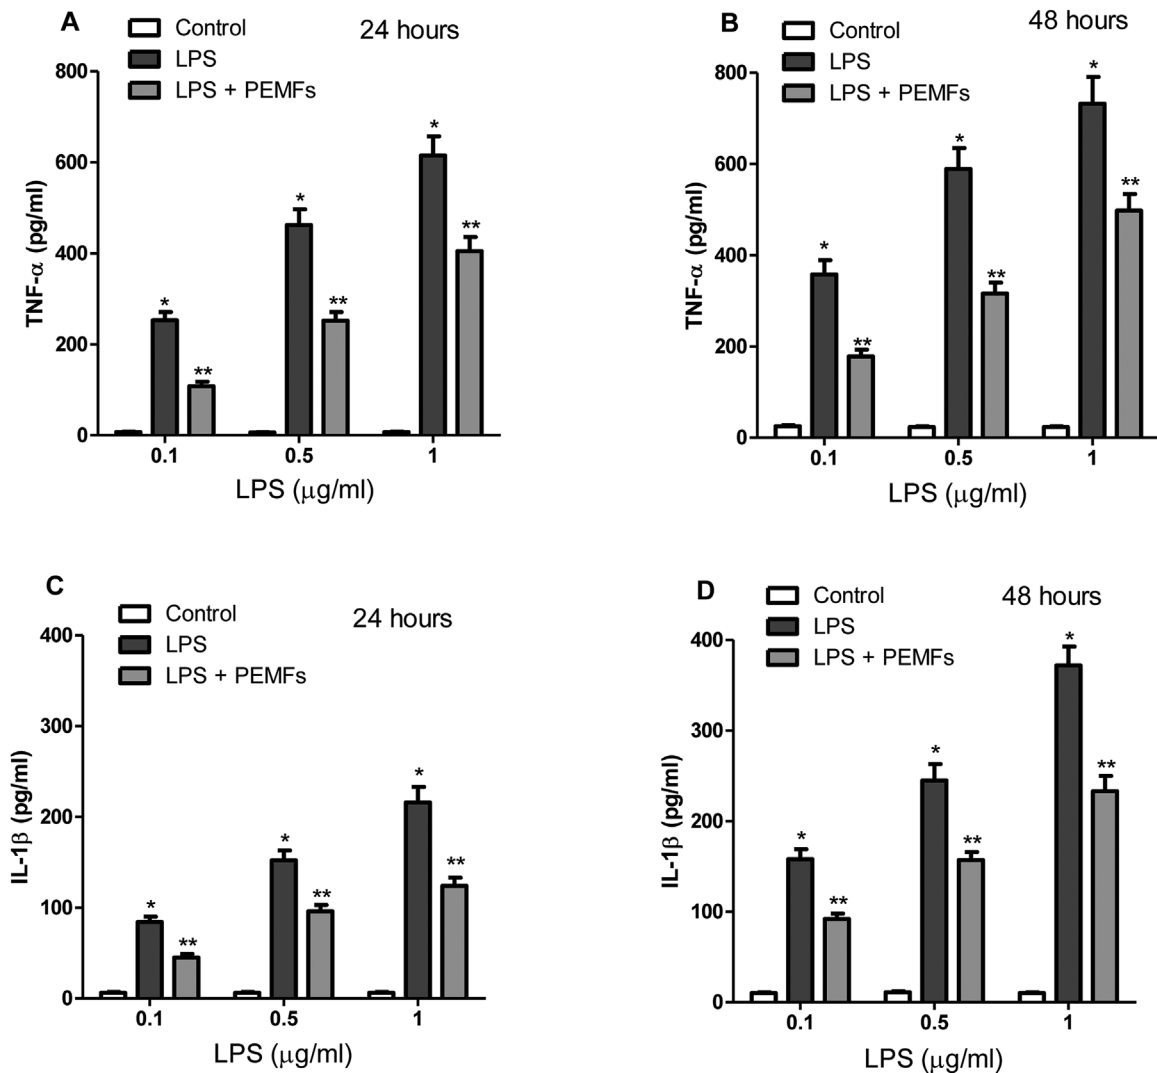 A
24 hours
Control
LPS
LPS + PEMFs
TNF-α (pg/ml)
800
600
400
200
0
*
**
*
**
*
**
0.1 0.5 1
LPS (μg/ml)
B
48 hours
Control
LPS
LPS + PEMFs
TNF-α (pg/ml)
800
600
400
200
0
*
**
*
**
*
**
0.1 0.5 1
LPS (μg/ml)
C
24 hours
Control
LPS
LPS + PEMFs
IL-1β (pg/ml)
400
300
200
100
0
*
**
*
**
*
**
0.1 0.5 1
LPS (μg/ml)
D
48 hours
Control
LPS
LPS + PEMFs
IL-1β (pg/ml)
400
300
200
100
0
*
**
*
**
*
**
0.1 0.5 1
LPS (μg/ml)